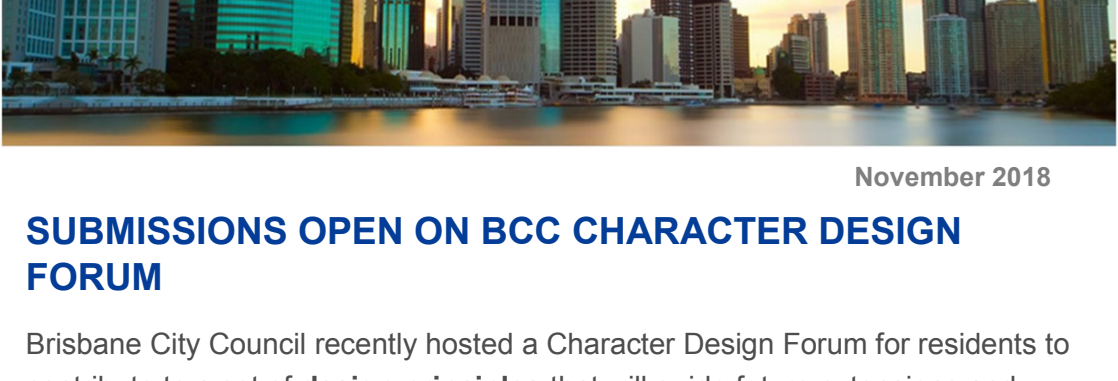 November 2018
SUBMISSIONS OPEN ON BCC CHARACTER DESIGN
FORUM
Brisbane City Council recently hosted a Character Design Forum for residents to